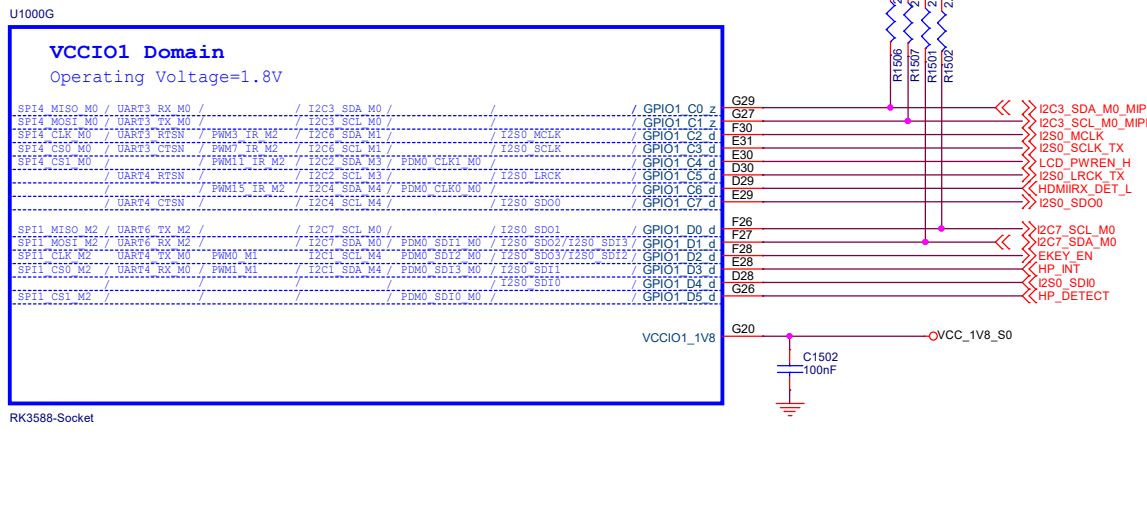 U1000G
VCCIO1 Domain
Operating Voltage=1.8V
R1506 R1507 R1501 R1502
SPI4_MISO_M0 / UART3_RX_M0 / / I2C3_SDA_M0 / / / GPIO1_C0_z G29 I2C3_SDA_M0_MIP
SPI4_MOSI_M0 / UART3_TX_M0 / / I2C3_SCL_M0 / / / GPIO1_C1_z G27 I2C3_SCL_M0_MIP
SPI4_CLK_M0 / UART3_RTSN / PWM3_IR_M2 / I2C6_SDA_M1 / / I2S0_MCLK / GPIO1_C2_d F30 I2S0_MCLK
SPI4_CS0_M0 / UART3_CTSN / PWM7_IR_M2 / I2C6_SCL_M1 / / I2S0_SCLK / GPIO1_C3_d E31 I2S0_SCLK_TX
SPI4_CS1_M0 / / PWM11_IR_M2 / I2C2_SDA_M3 / PDM0_CLK1_M0 / / GPIO1_C4_d E30 LCD_PWREN_H
/ UART4_RTSN / / I2C2_SCL_M3 / / I2S0_LRCK / GPIO1_C5_d D30 I2S0_LRCK_TX
/ / PWM15_IR_M2 / I2C4_SDA_M4 / PDM0_CLK0_M0 / / GPIO1_C6_d D29 HDMIIRX_DET_L
/ UART4_CTSN / / I2C4_SCL_M4 / / I2S0_SDO0 / GPIO1_C7_d E29 I2S0_SDO0
SPI1_MISO_M2 / UART6_TX_M2 / / I2C7_SCL_M0 / / I2S0_SDO1 / GPIO1_D0_d F26 I2C7_SCL_M0
SPI1_MOSI_M2 / UART6_RX_M2 / / I2C7_SDA_M0 / PDM0_SDI1_M0 / I2S0_SDO2/I2S0_SDI3 / GPIO1_D1_d F27 I2C7_SDA_M0
SPI1_CLK_M2 / UART4_TX_M0 / PWM0_M1 / I2C1_SCL_M4 / PDM0_SDI2_M0 / I2S0_SDO3/I2S0_SDI2 / GPIO1_D2_d F28 EKEY_EN
SPI1_CS0_M2 / UART4_RX_M0 / PWM1_M1 / I2C1_SDA_M4 / PDM0_SDI3_M0 / I2S0_SDI1 / GPIO1_D3_d E28 HP_INT
/ / / / / I2S0_SDI0 / GPIO1_D4_d D28 I2S0_SDI0
SPI1_CS1_M2 / / / / PDM0_SDI0_M0 / / GPIO1_D5_d G26 HP_DETECT
VCCIO1_1V8 G20 VCC_1V8_S0
C1502
100nF
RK3588-Socket